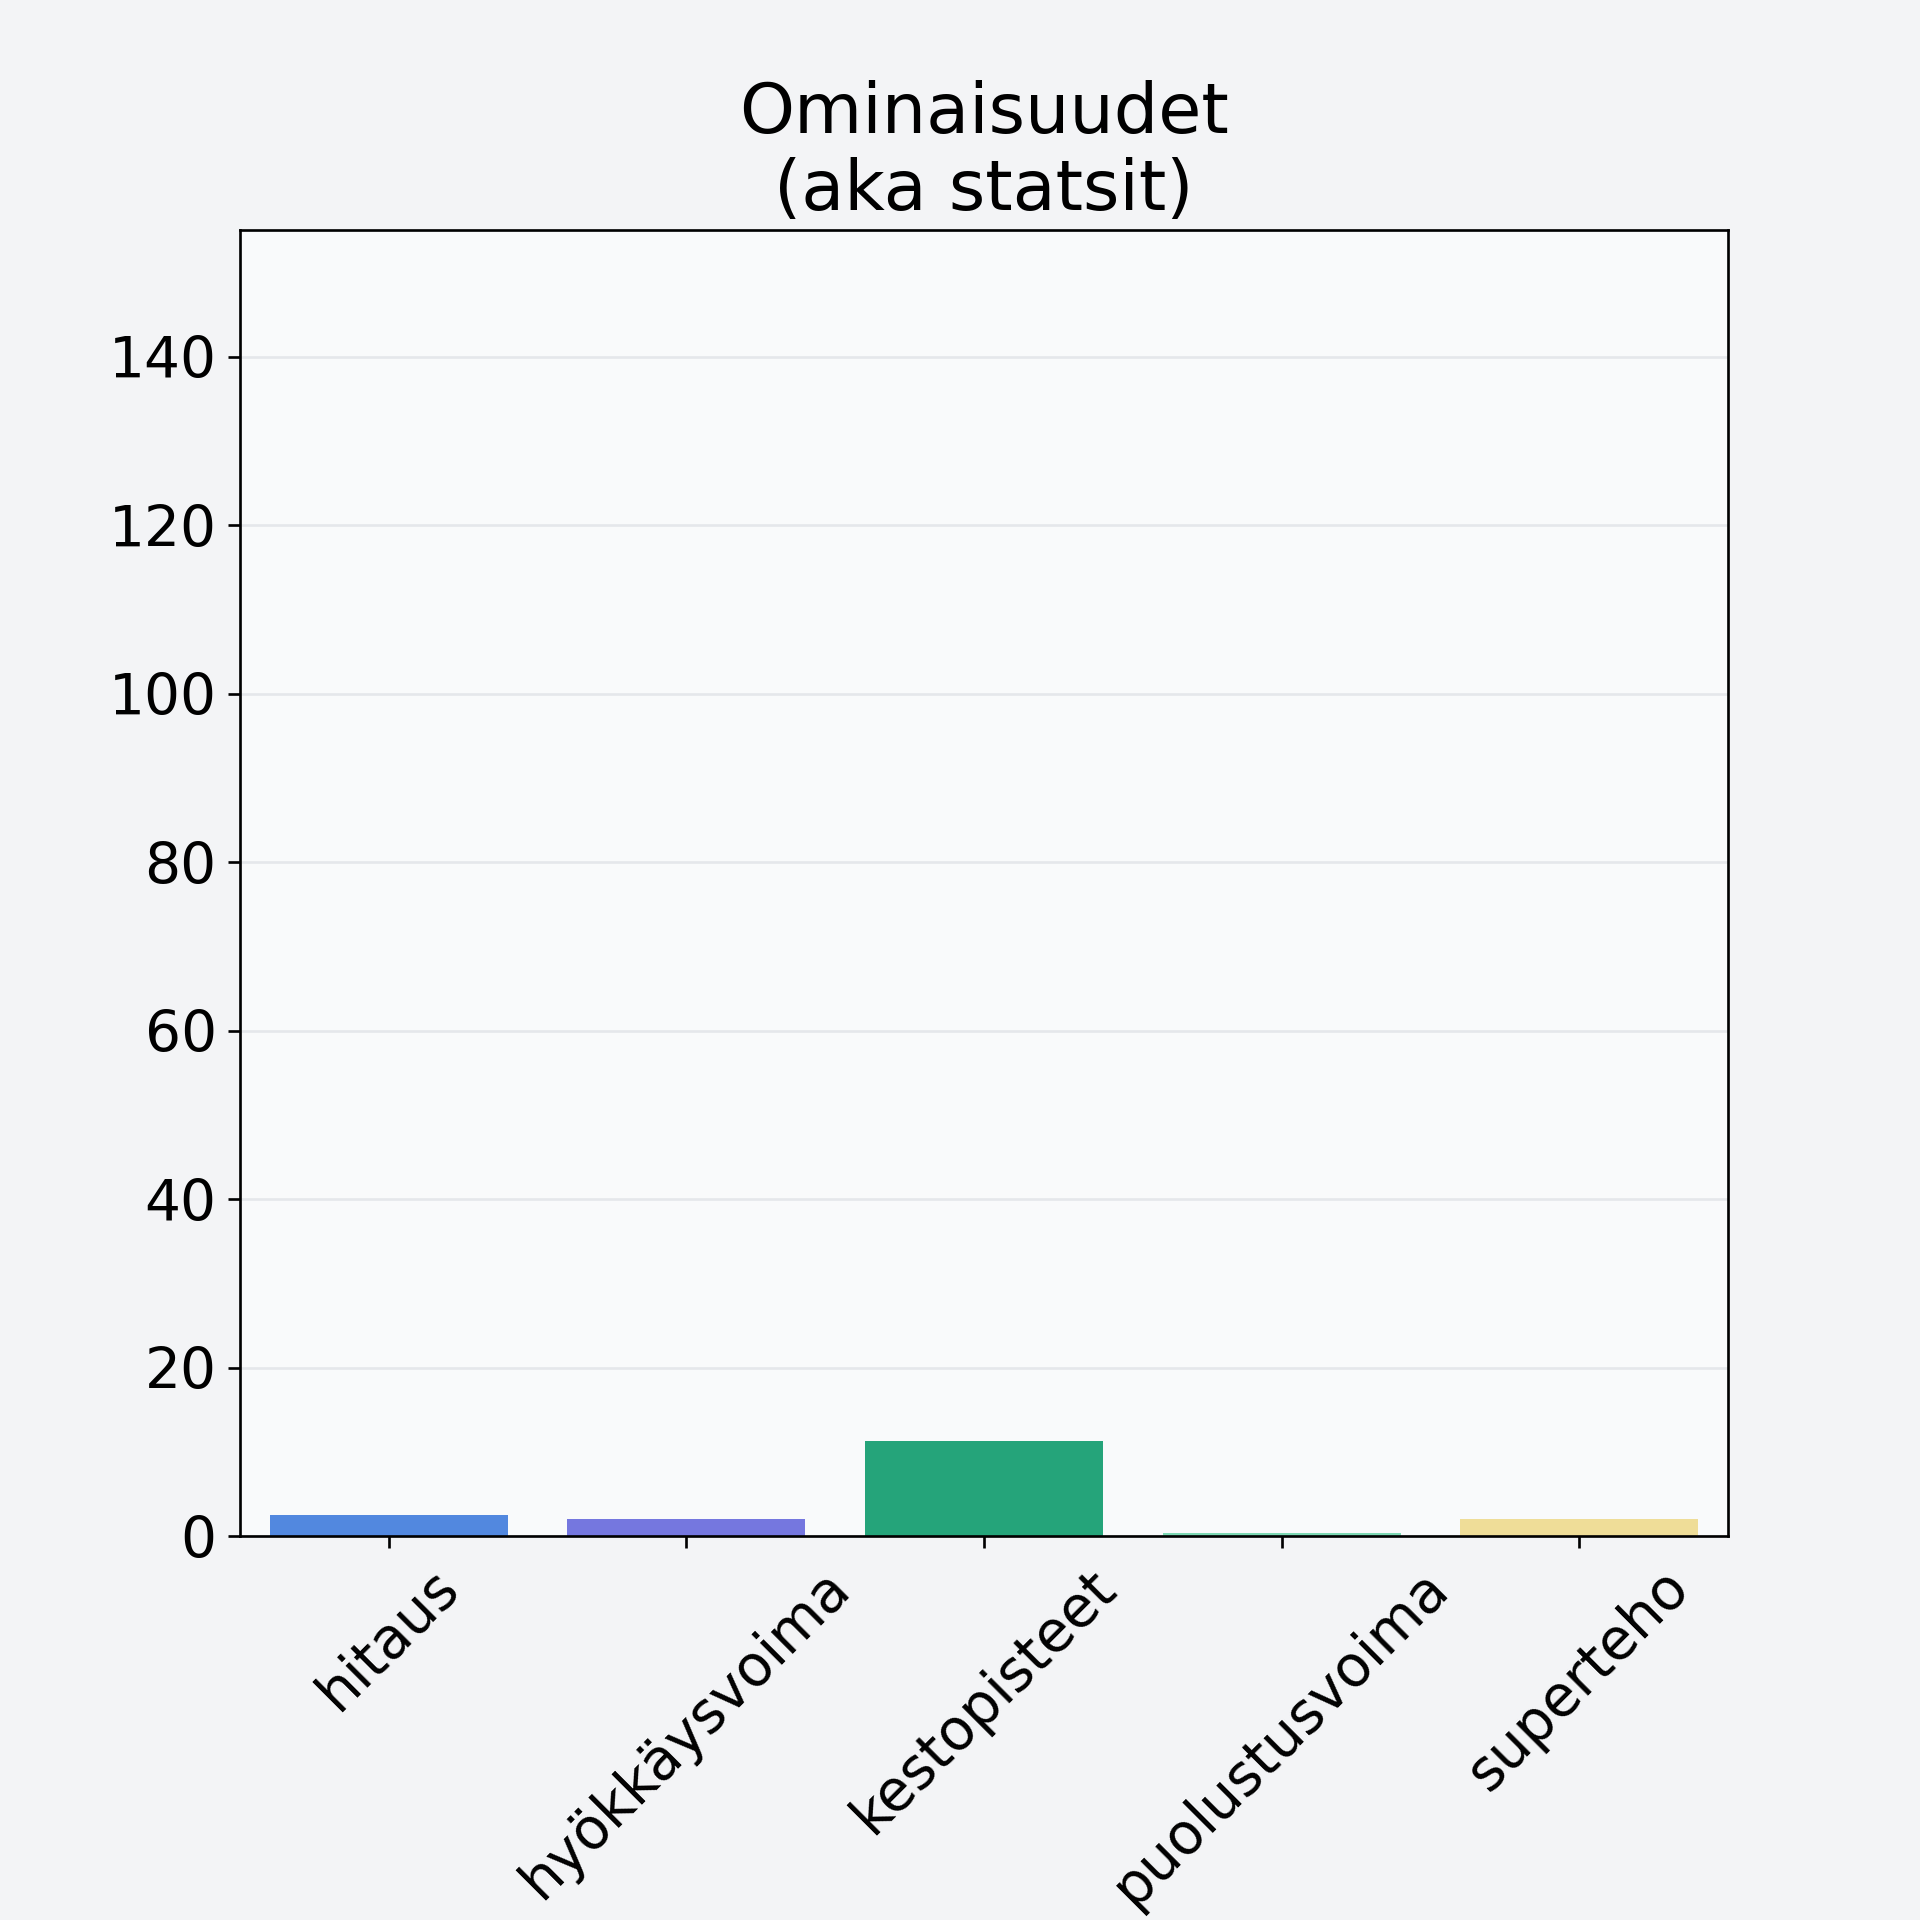 Ominaisuudet
(aka statsit)
140
120
100
80
60
40
20
0
hitaus
hyökkäysvoima
kestopisteet
puolustusvoima
superteho